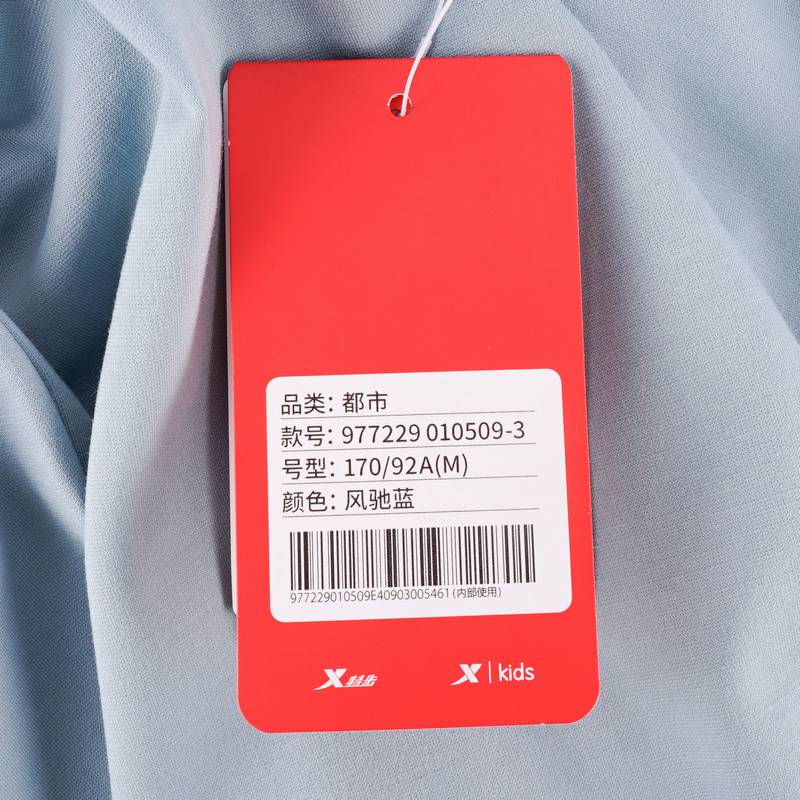 品类: 都市
款号: 977229 010509-3
号型: 170/92A(M)
颜色: 风驰蓝
977229010509E40903005461 (内部使用)
X特步 X | kids